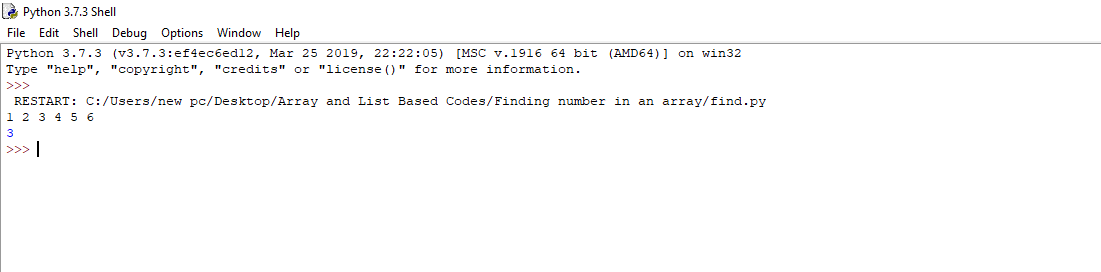 Python 3.7.3 Shell
File Edit Shell Debug Options Window Help
Python 3.7.3 (v3.7.3:ef4ec6ed12, Mar 25 2019, 22:22:05) [MSC v.1916 64 bit (AMD64)] on win32
Type "help", "copyright", "credits" or "license()" for more information.
>>>
RESTART: C:/Users/new pc/Desktop/Array and List Based Codes/Finding number in an array/find.py
1 2 3 4 5 6
3
>>>